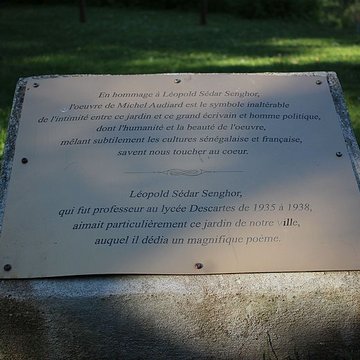 En hommage à Léopold Sédar Senghor,
l'oeuvre de Michel Audiard est le symbole inaltérable
de l'intimité entre ce jardin et ce grand écrivain et homme politique,
dont l'humanité et la beauté de l'oeuvre,
mêlant subtilement les cultures sénégalaise et française,
savent nous toucher au coeur.
Léopold Sédar Senghor,
qui fut professeur au lycée Descartes de 1935 à 1938,
aimait particulièrement ce jardin de notre ville,
auquel il dédia un magnifique poème.